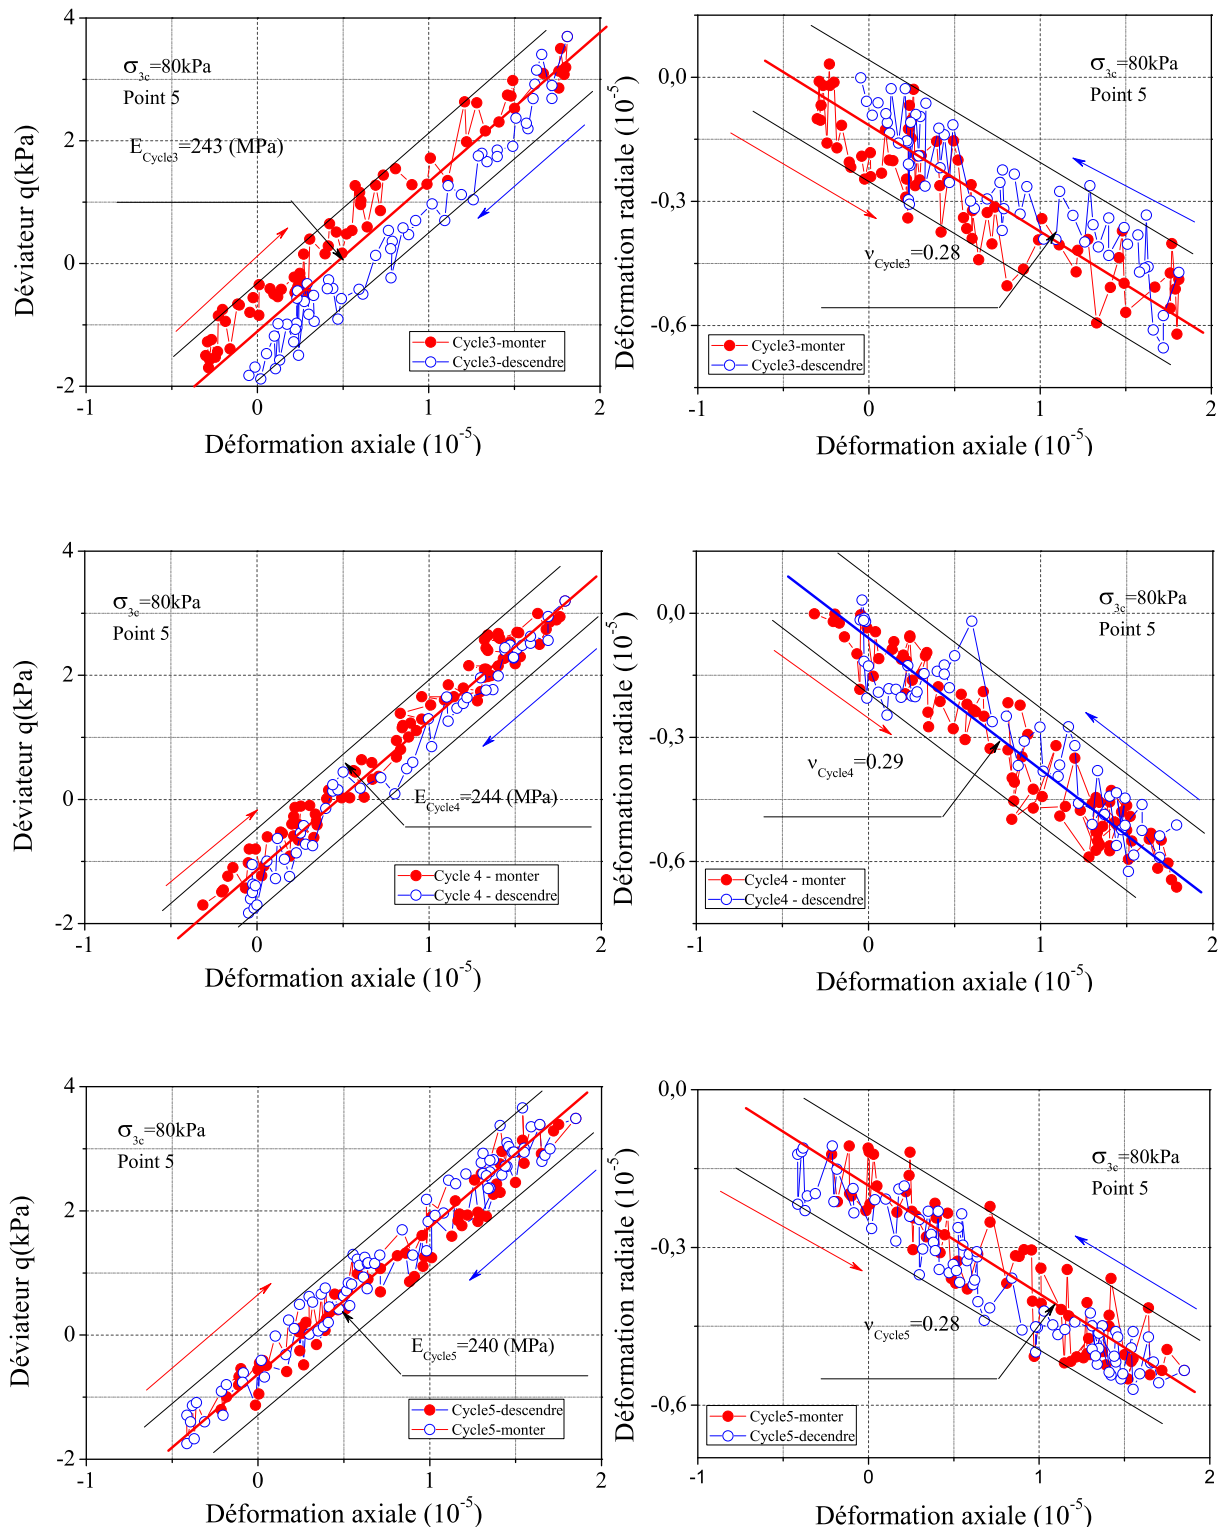 4
2
0
-2
-1
0
1
2
Déviateur q(kPa)
σ3c=80kPa
Point 5
ECycle3=243 (MPa)
Cycle3-monter
Cycle3-descendre
Déformation axiale (10-5)
0,0
-0,3
-0,6
-1
0
1
2
Déformation radiale (10-5)
σ3c=80kPa
Point 5
νCycle3=0.28
Cycle3-monter
Cycle3-descendre
Déformation axiale (10-5)
4
2
0
-2
-1
0
1
2
Déviateur q(kPa)
σ3c=80kPa
Point 5
ECycle4=244 (MPa)
Cycle 4 - monter
Cycle 4 - descendre
Déformation axiale (10-5)
0,0
-0,3
-0,6
-1
0
1
2
Déformation radiale (10-5)
σ3c=80kPa
Point 5
νCycle4=0.29
Cycle4 - monter
Cycle4 - descendre
Déformation axiale (10-5)
4
2
0
-2
-1
0
1
2
Déviateur q(kPa)
σ3c=80kPa
Point 5
ECycle5=240 (MPa)
Cycle5-descendre
Cycle5-monter
Déformation axiale (10-5)
0,0
-0,3
-0,6
-1
0
1
2
Déformation radiale (10-5)
σ3c=80kPa
Point 5
νCycle5=0.28
Cycle5-monter
Cycle5-decendre
Déformation axiale (10-5)